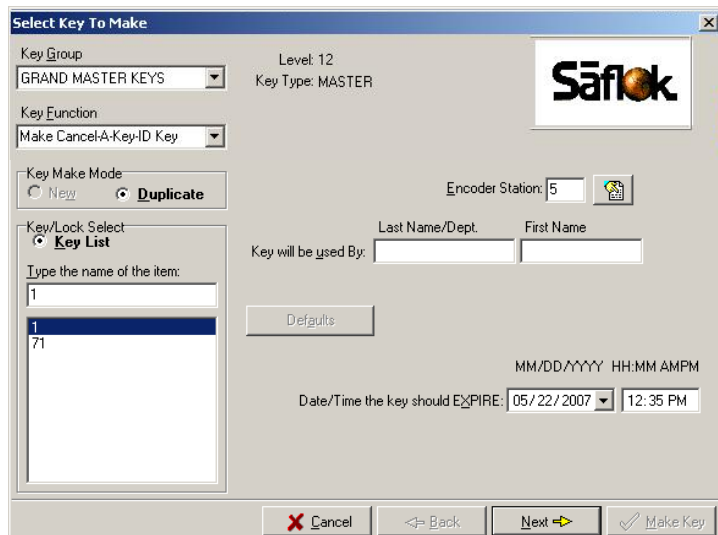 Select Key To Make
Key Group
GRAND MASTER KEYS
Level: 12
Key Type: MASTER
Sāflok
Key Function
Make Cancel-A-Key-ID Key
Key Make Mode
New
Duplicate
Encoder Station: 5
Key/Lock Select
Key List
Last Name/Dept.
First Name
Key will be used By:
Type the name of the item:
1
1
71
Defaults
MM/DD/YYYY HH:MM AMPM
Date/Time the key should EXPIRE: 05/22/2007 12:35 PM
Cancel
Back
Next
Make Key